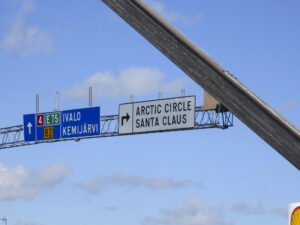 4 E75 IVALO
82 KEMIJÄRVI
ARCTIC CIRCLE
SANTA CLAUS